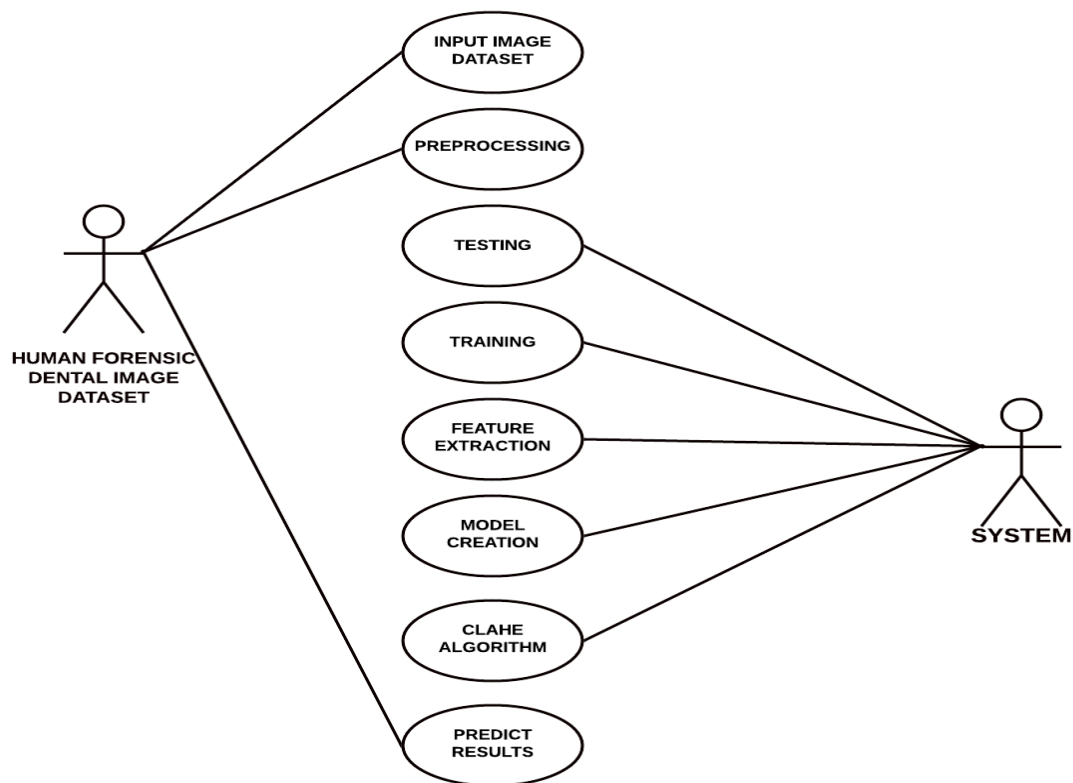 INPUT IMAGE
DATASET
PREPROCESSING
TESTING
TRAINING
FEATURE
EXTRACTION
MODEL
CREATION
CLAHE
ALGORITHM
PREDICT
RESULTS
HUMAN FORENSIC
DENTAL IMAGE
DATASET
SYSTEM